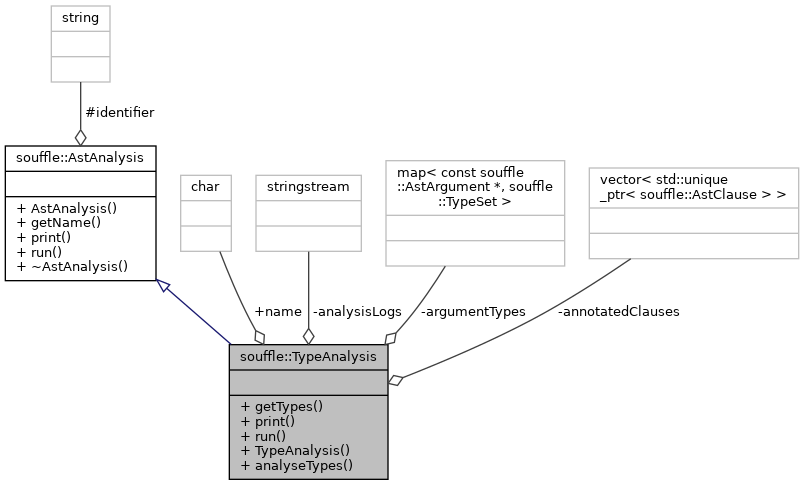 string
#identifier
souffle::AstAnalysis
+ AstAnalysis()
+ getName()
+ print()
+ run()
+ ~AstAnalysis()
char
stringstream
map< const souffle
::AstArgument *, souffle
::TypeSet >
vector< std::unique
_ptr< souffle::AstClause > >
+name
-analysisLogs
-argumentTypes
-annotatedClauses
souffle::TypeAnalysis
+ getTypes()
+ print()
+ run()
+ TypeAnalysis()
+ analyseTypes()